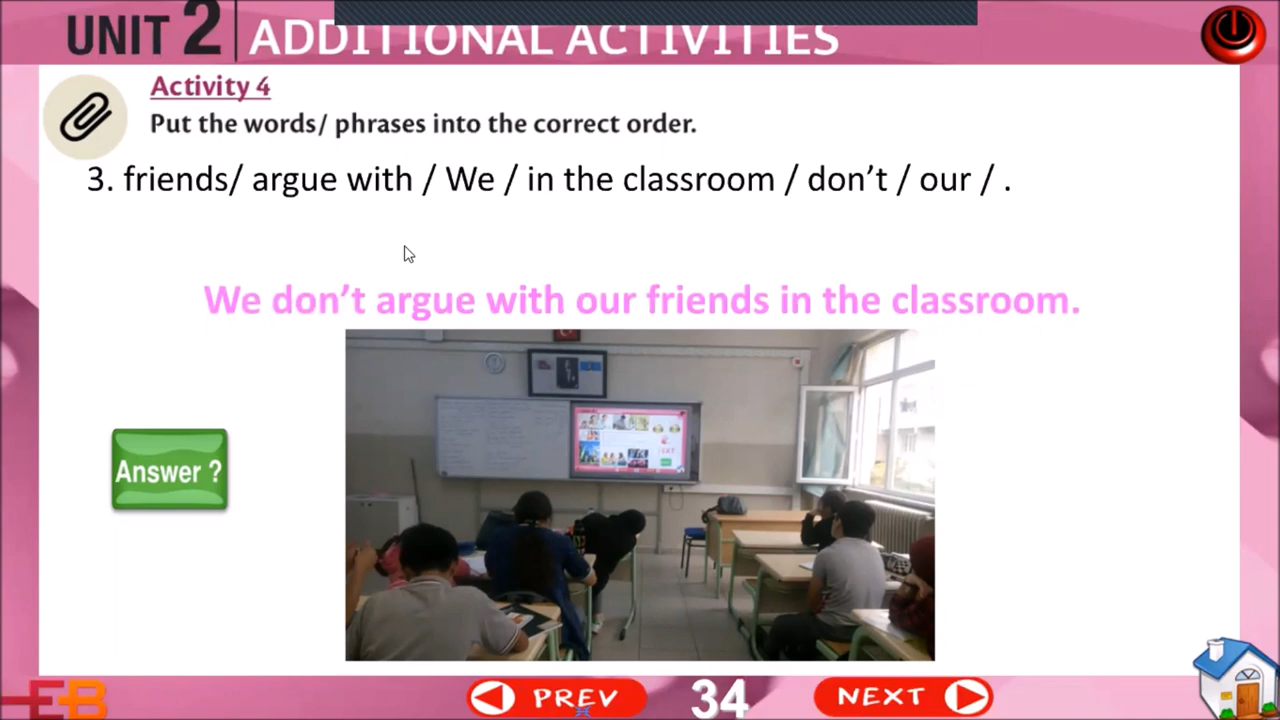 UNIT 2 ADDITIONAL ACTIVITIES
Activity 4
Put the words/ phrases into the correct order.
3. friends/ argue with / We / in the classroom / don’t / our / .
We don’t argue with our friends in the classroom.
Answer ?
EB
PREV 34 NEXT